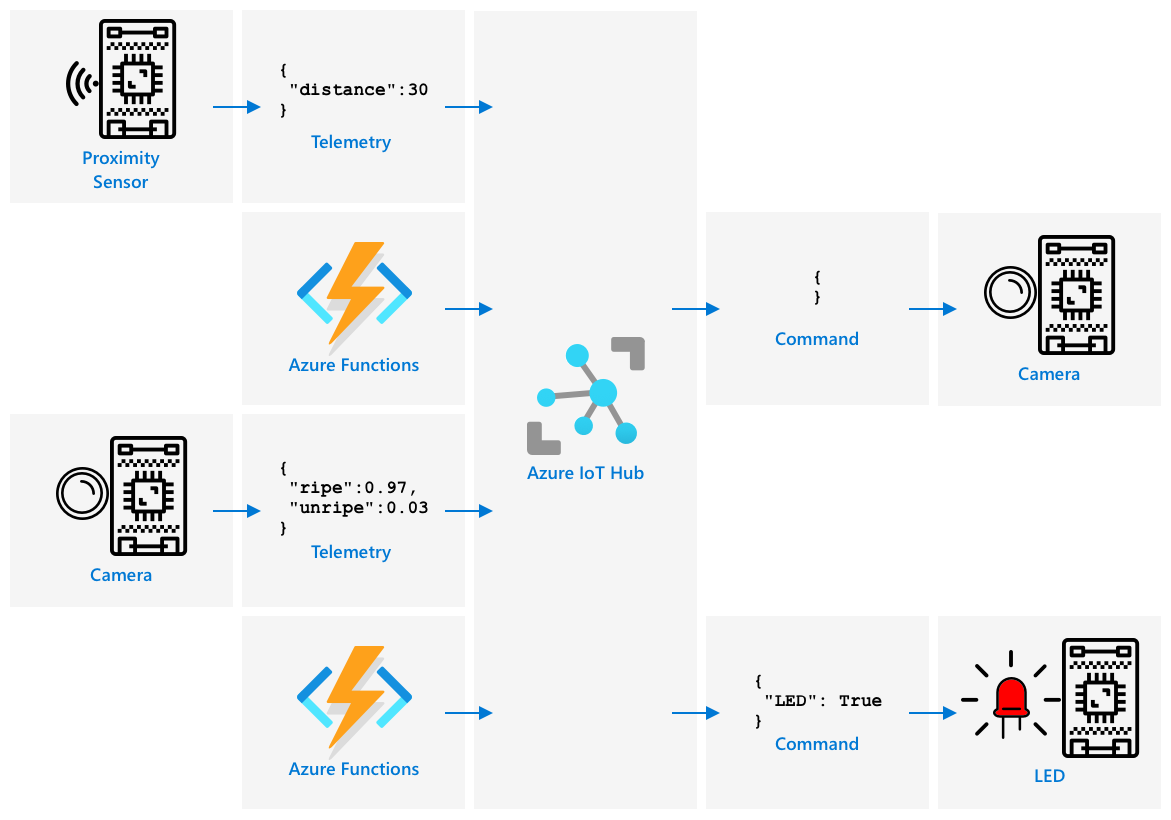 {
"distance":30
}
Telemetry
Proximity
Sensor
Azure Functions
{
}
Command
Camera
Azure IoT Hub
{
"ripe":0.97,
"unripe":0.03
}
Telemetry
Camera
Azure Functions
{
"LED": True
}
Command
LED